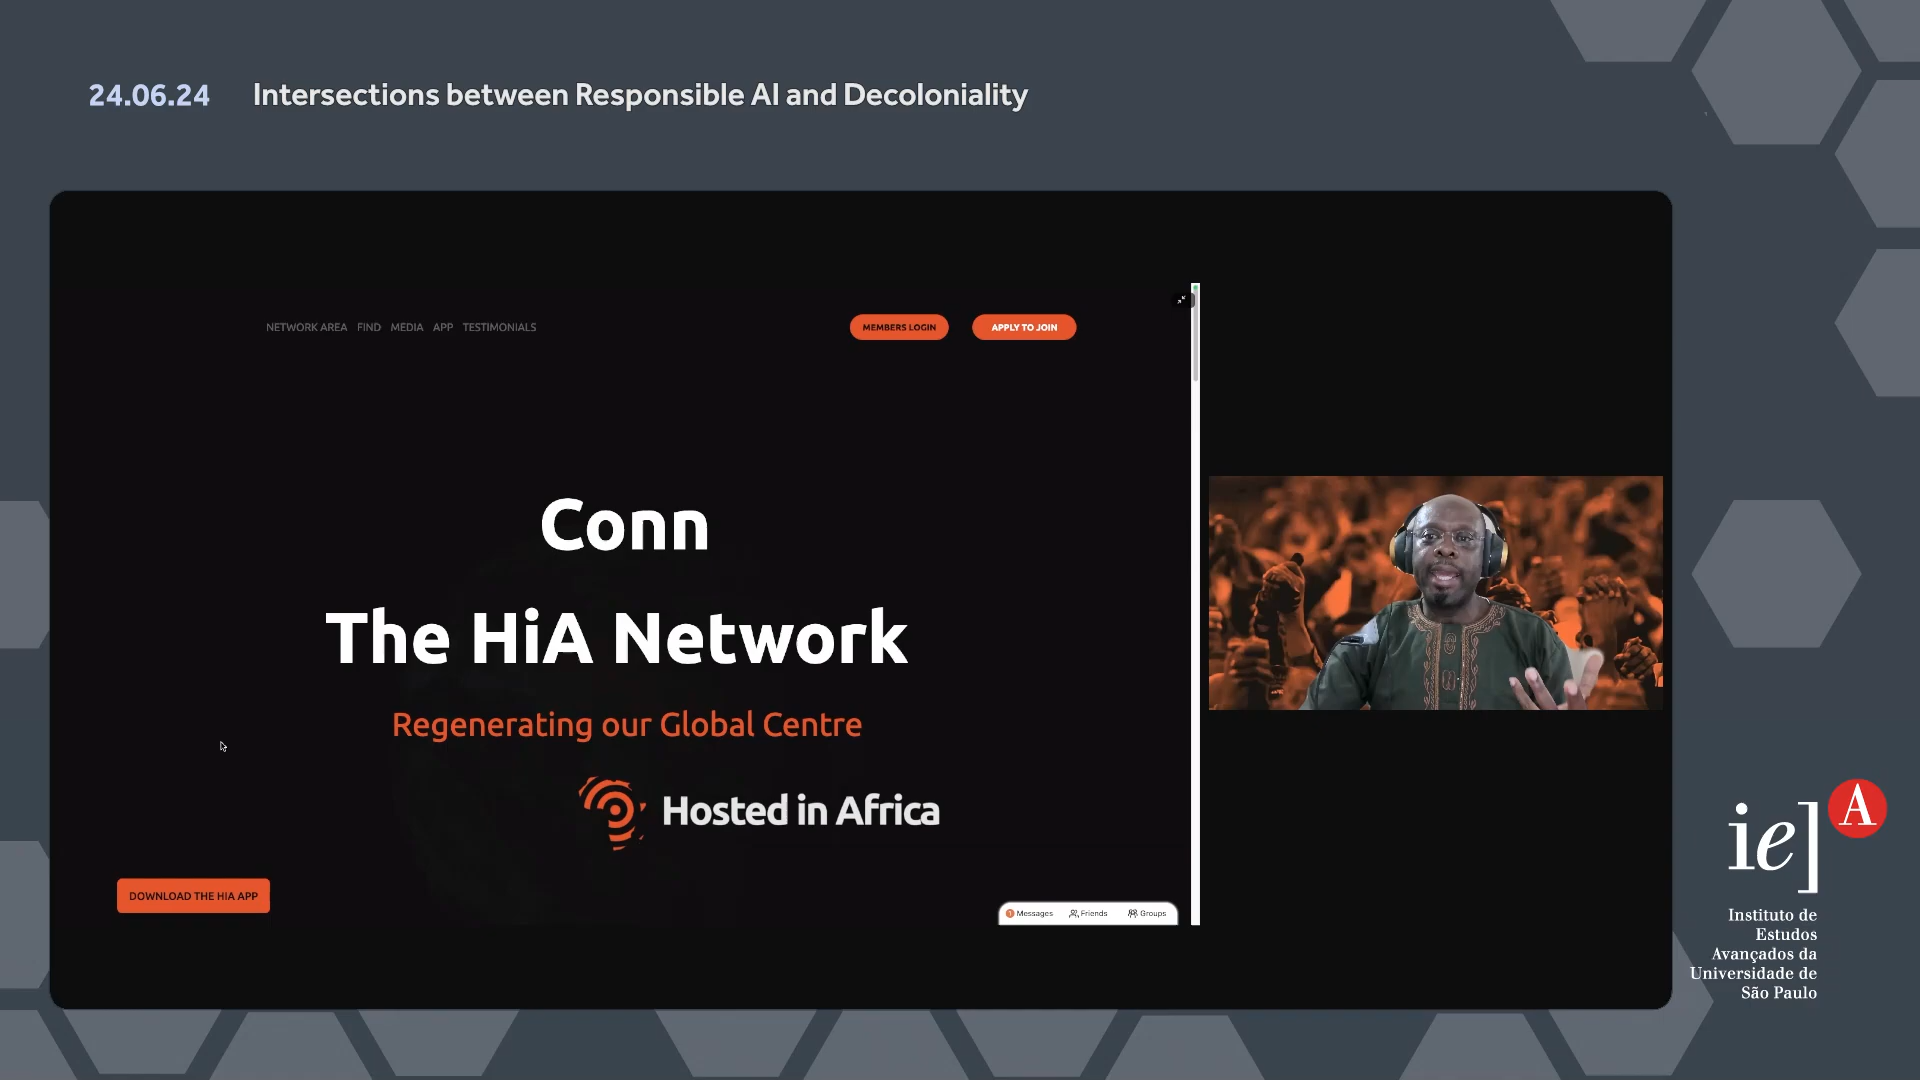 24.06.24 Intersections between Responsible AI and Decoloniality
NETWORK AREA FIND MEDIA APP TESTIMONIALS
MEMBERS LOGIN
APPLY TO JOIN
Conn
The HiA Network
Regenerating our Global Centre
Hosted in Africa
DOWNLOAD THE HIA APP
1 Messages Friends Groups
ie] A
Instituto de
Estudos
Avançados da
Universidade de
São Paulo